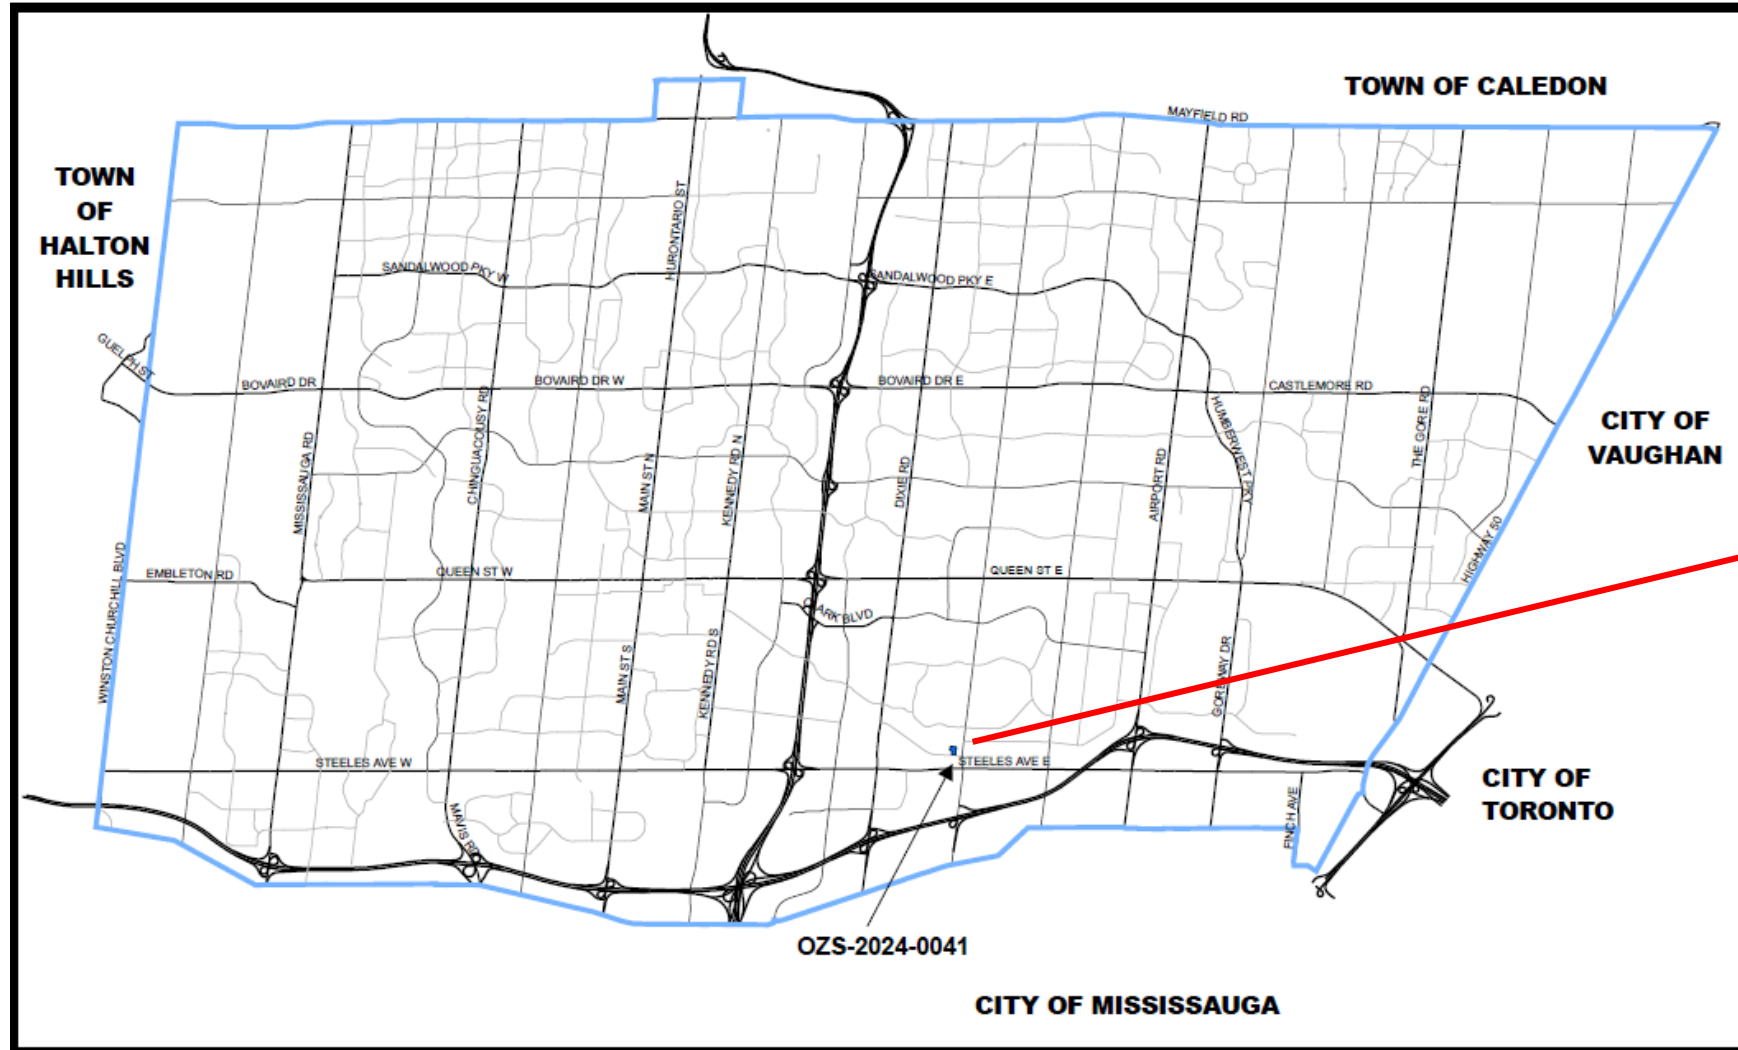 TOWN OF CALEDON
MAYFIELD RD
TOWN
OF
HALTON
HILLS
HURONTARIO ST
SANDALWOOD PKY W
SANDALWOOD PKY E
GUELPH ST
BOVAIRD DR
BOVAIRD DR W
BOVAIRD DR E
CASTLEMORE RD
CITY OF
VAUGHAN
MISSISSAUGA RD
CHINGUACOUSY RD
MAIN ST N
KENNEDY RD N
DIXIE RD
AIRPORT RD
HUMBERWEST PKY
THE GORE RD
HIGHWAY 50
WINSTON CHURCHILL BLVD
EMBLETON RD
QUEEN ST W
QUEEN ST E
ARK BLVD
MAIN ST S
KENNEDY RD S
GOREWAY DR
STEELES AVE W
STEELES AVE E
CITY OF
TORONTO
MAVIS RD
FINCH AVE
OZS-2024-0041
CITY OF MISSISSAUGA